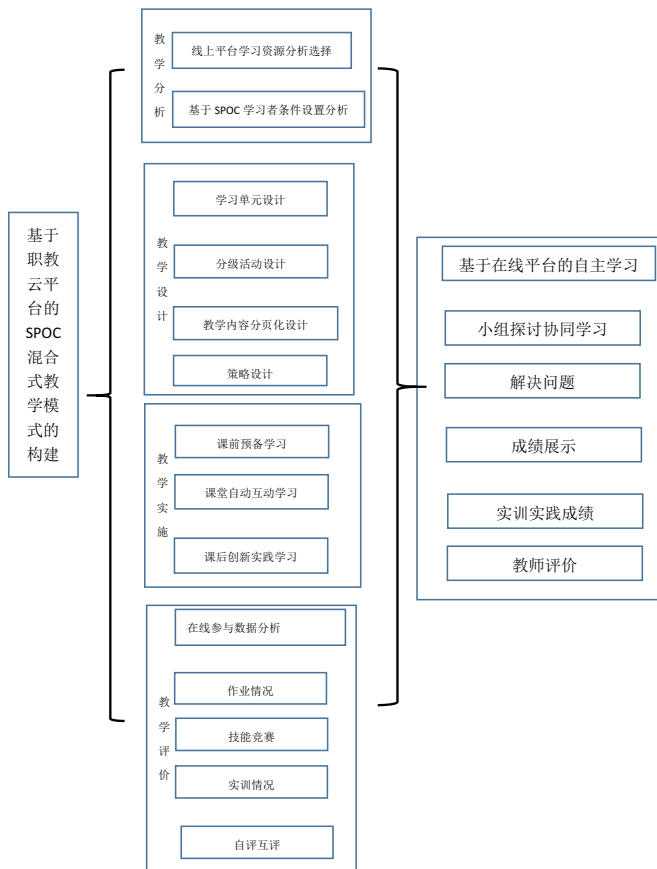 基于
职教
云平
台的
SPOC
混合
式教
学模
式的
构建
教
学
分
析
线上平台学习资源分析选择
基于 SPOC 学习者条件设置分析
教
学
设
计
学习单元设计
分级活动设计
教学内容分页化设计
策略设计
教
学
实
施
课前预备学习
课堂自动互动学习
课后创新实践学习
教
学
评
价
在线参与数据分析
作业情况
技能竞赛
实训情况
自评互评
基于在线平台的自主学习
小组探讨协同学习
解决问题
成绩展示
实训实践成绩
教师评价